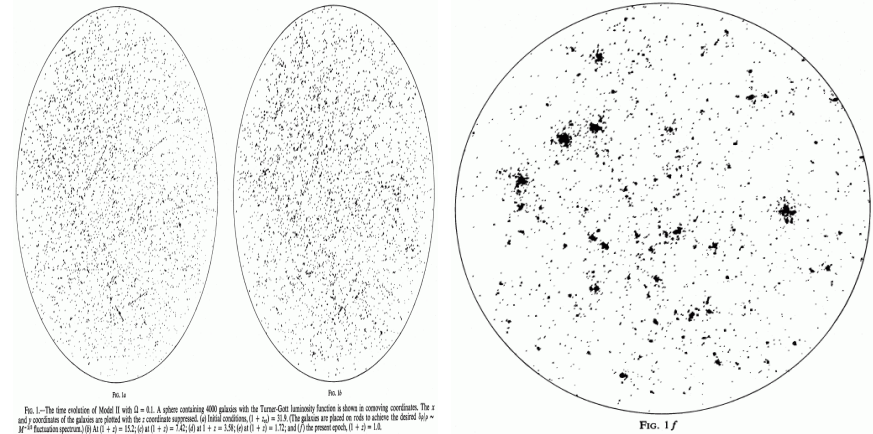 FIG. 1a
FIG. 1b
FIG. 1.—The time evolution of Model II with Ω = 0.1. A sphere containing 4000 galaxies with the Turner-Gott luminosity function is shown in comoving coordinates. The x
and y coordinates of the galaxies are plotted with the z coordinate suppressed. (a) Initial conditions, (1 + z₀) = 31.9. (The galaxies are placed on rods to achieve the desired δρ/ρ ~
fluctuation spectrum.) (b) At (1 + z) = 15.2; (c) at (1 + z) = 7.42; (d) at 1 + z = 3.58; (e) at (1 + z) = 1.72; and (f) the present epoch, (1 + z) = 1.0.
FIG. 1f